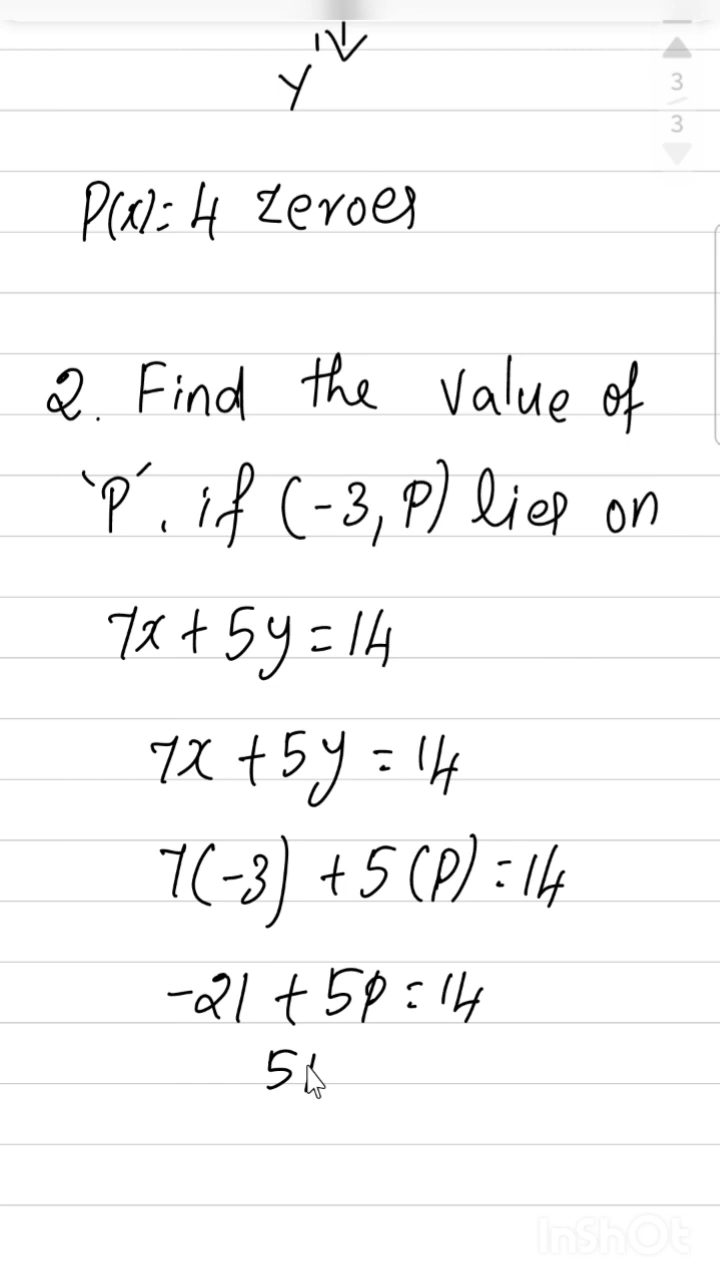 Y
3
3
P(x)= 4 zeroes
2. Find the value of
'P'. if (-3, P) lies on
7x + 5y = 14
7x + 5y = 14
7(-3) + 5(P) = 14
-21 + 5P = 14
5
InShOt